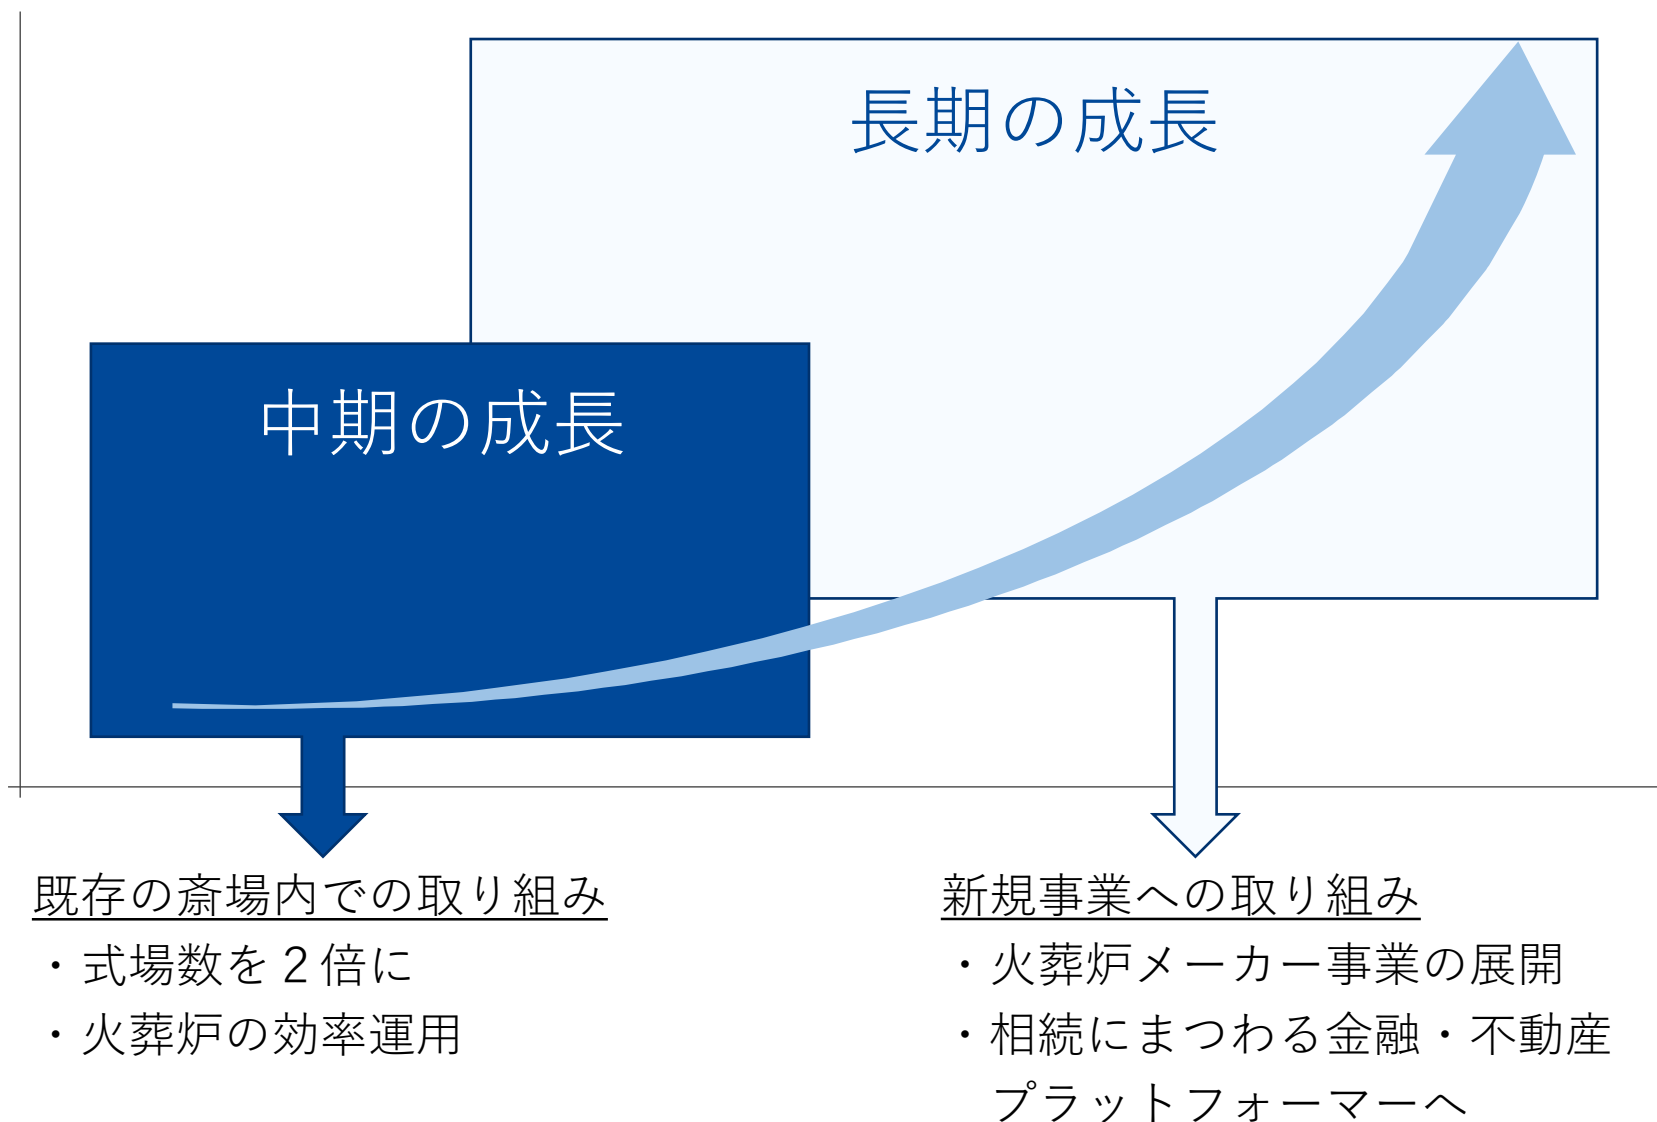 長期の成長
中期の成長
既存の斎場内での取り組み
・式場数を２倍に
・火葬炉の効率運用
新規事業への取り組み
・火葬炉メーカー事業の展開
・相続にまつわる金融・不動産
プラットフォーマーへ